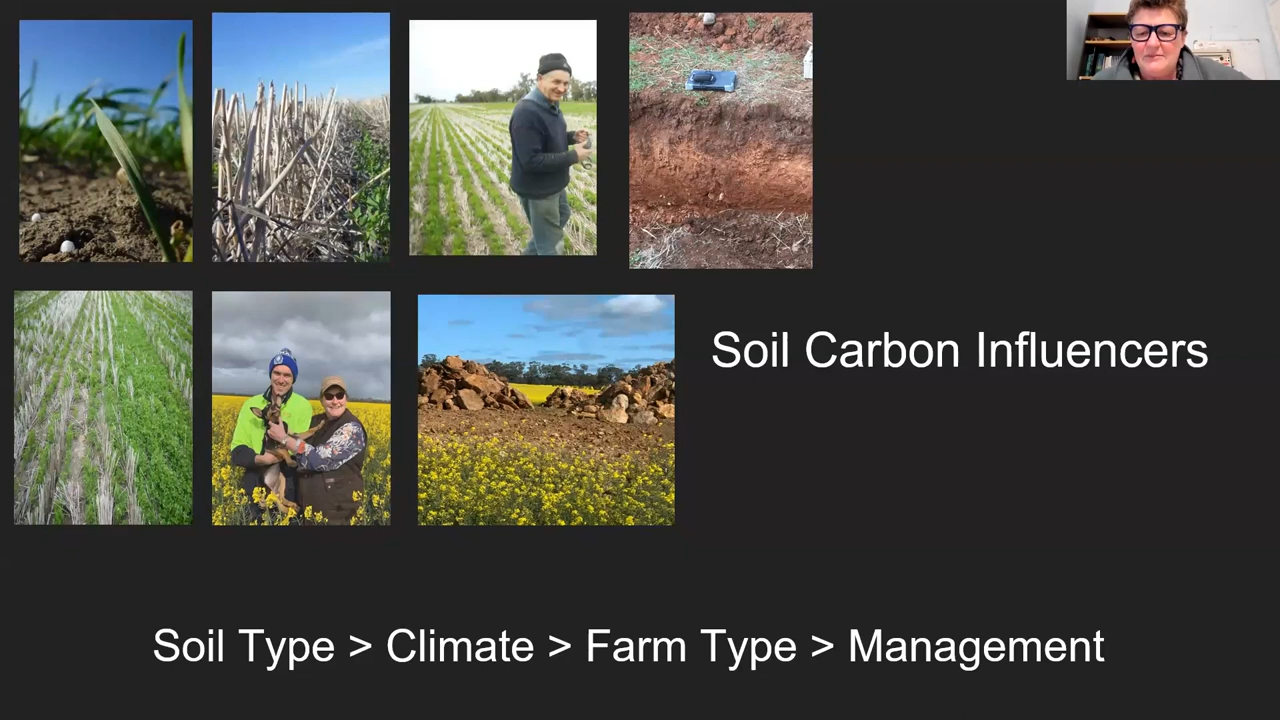 Soil Carbon Influencers
Soil Type > Climate > Farm Type > Management